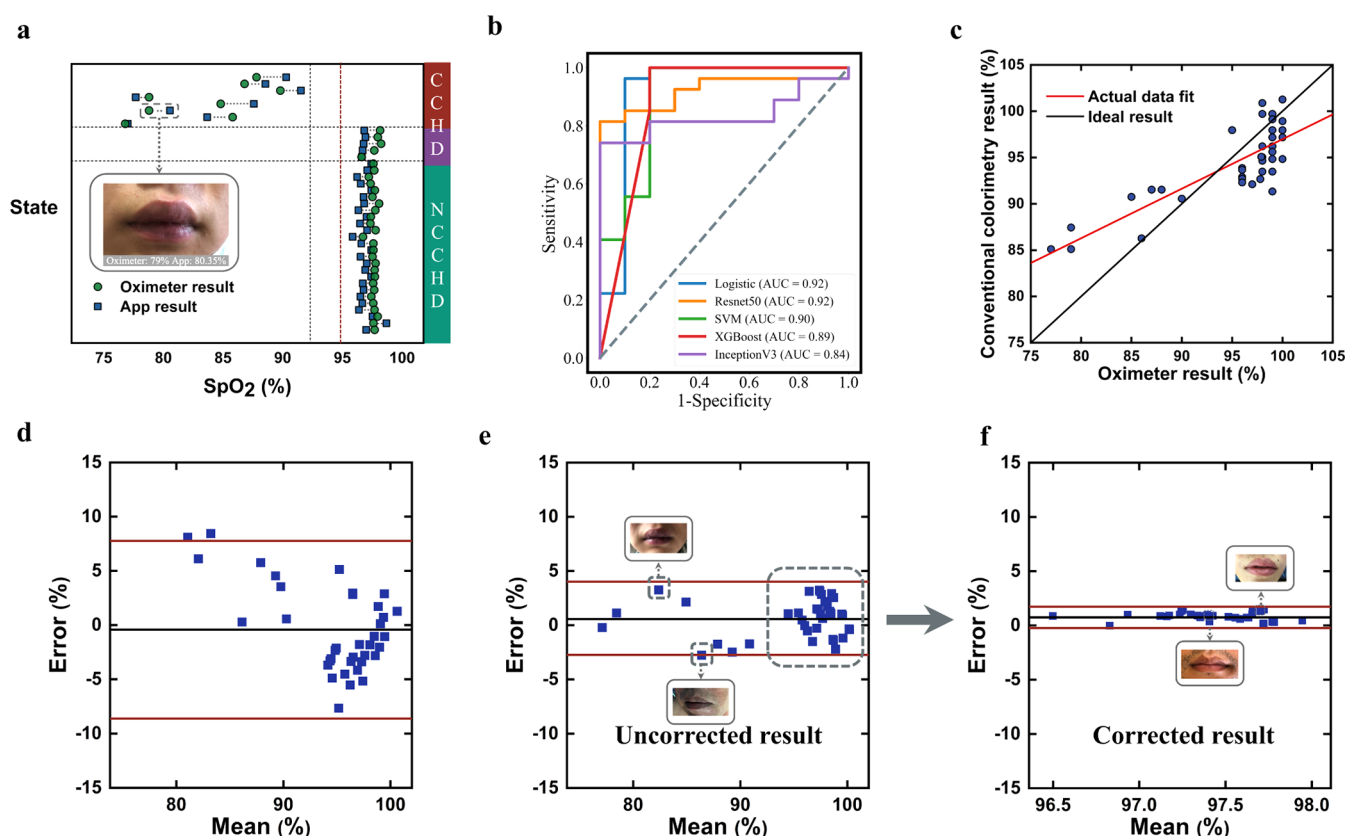 a
C
C
H
D
N
C
C
H
D
State
Oximeter: 79% App: 80.35%
Oximeter result
App result
75 80 85 90 95 100
SpO2 (%)
b
1.0
0.8
0.6
0.4
0.2
0.0
Sensitivity
Logistic (AUC = 0.92)
Resnet50 (AUC = 0.92)
SVM (AUC = 0.90)
XGBoost (AUC = 0.89)
InceptionV3 (AUC = 0.84)
0.0 0.2 0.4 0.6 0.8 1.0
1-Specificity
c
Conventional colorimetry result (%)
105
100
95
90
85
80
75
Actual data fit
Ideal result
75 80 85 90 95 100 105
Oximeter result (%)
d
15
10
5
0
-5
-10
-15
Error (%)
80 90 100
Mean (%)
e
15
10
5
0
-5
-10
-15
Error (%)
Uncorrected result
80 90 100
Mean (%)
f
15
10
5
0
-5
-10
-15
Error (%)
Corrected result
96.5 97.0 97.5 98.0
Mean (%)